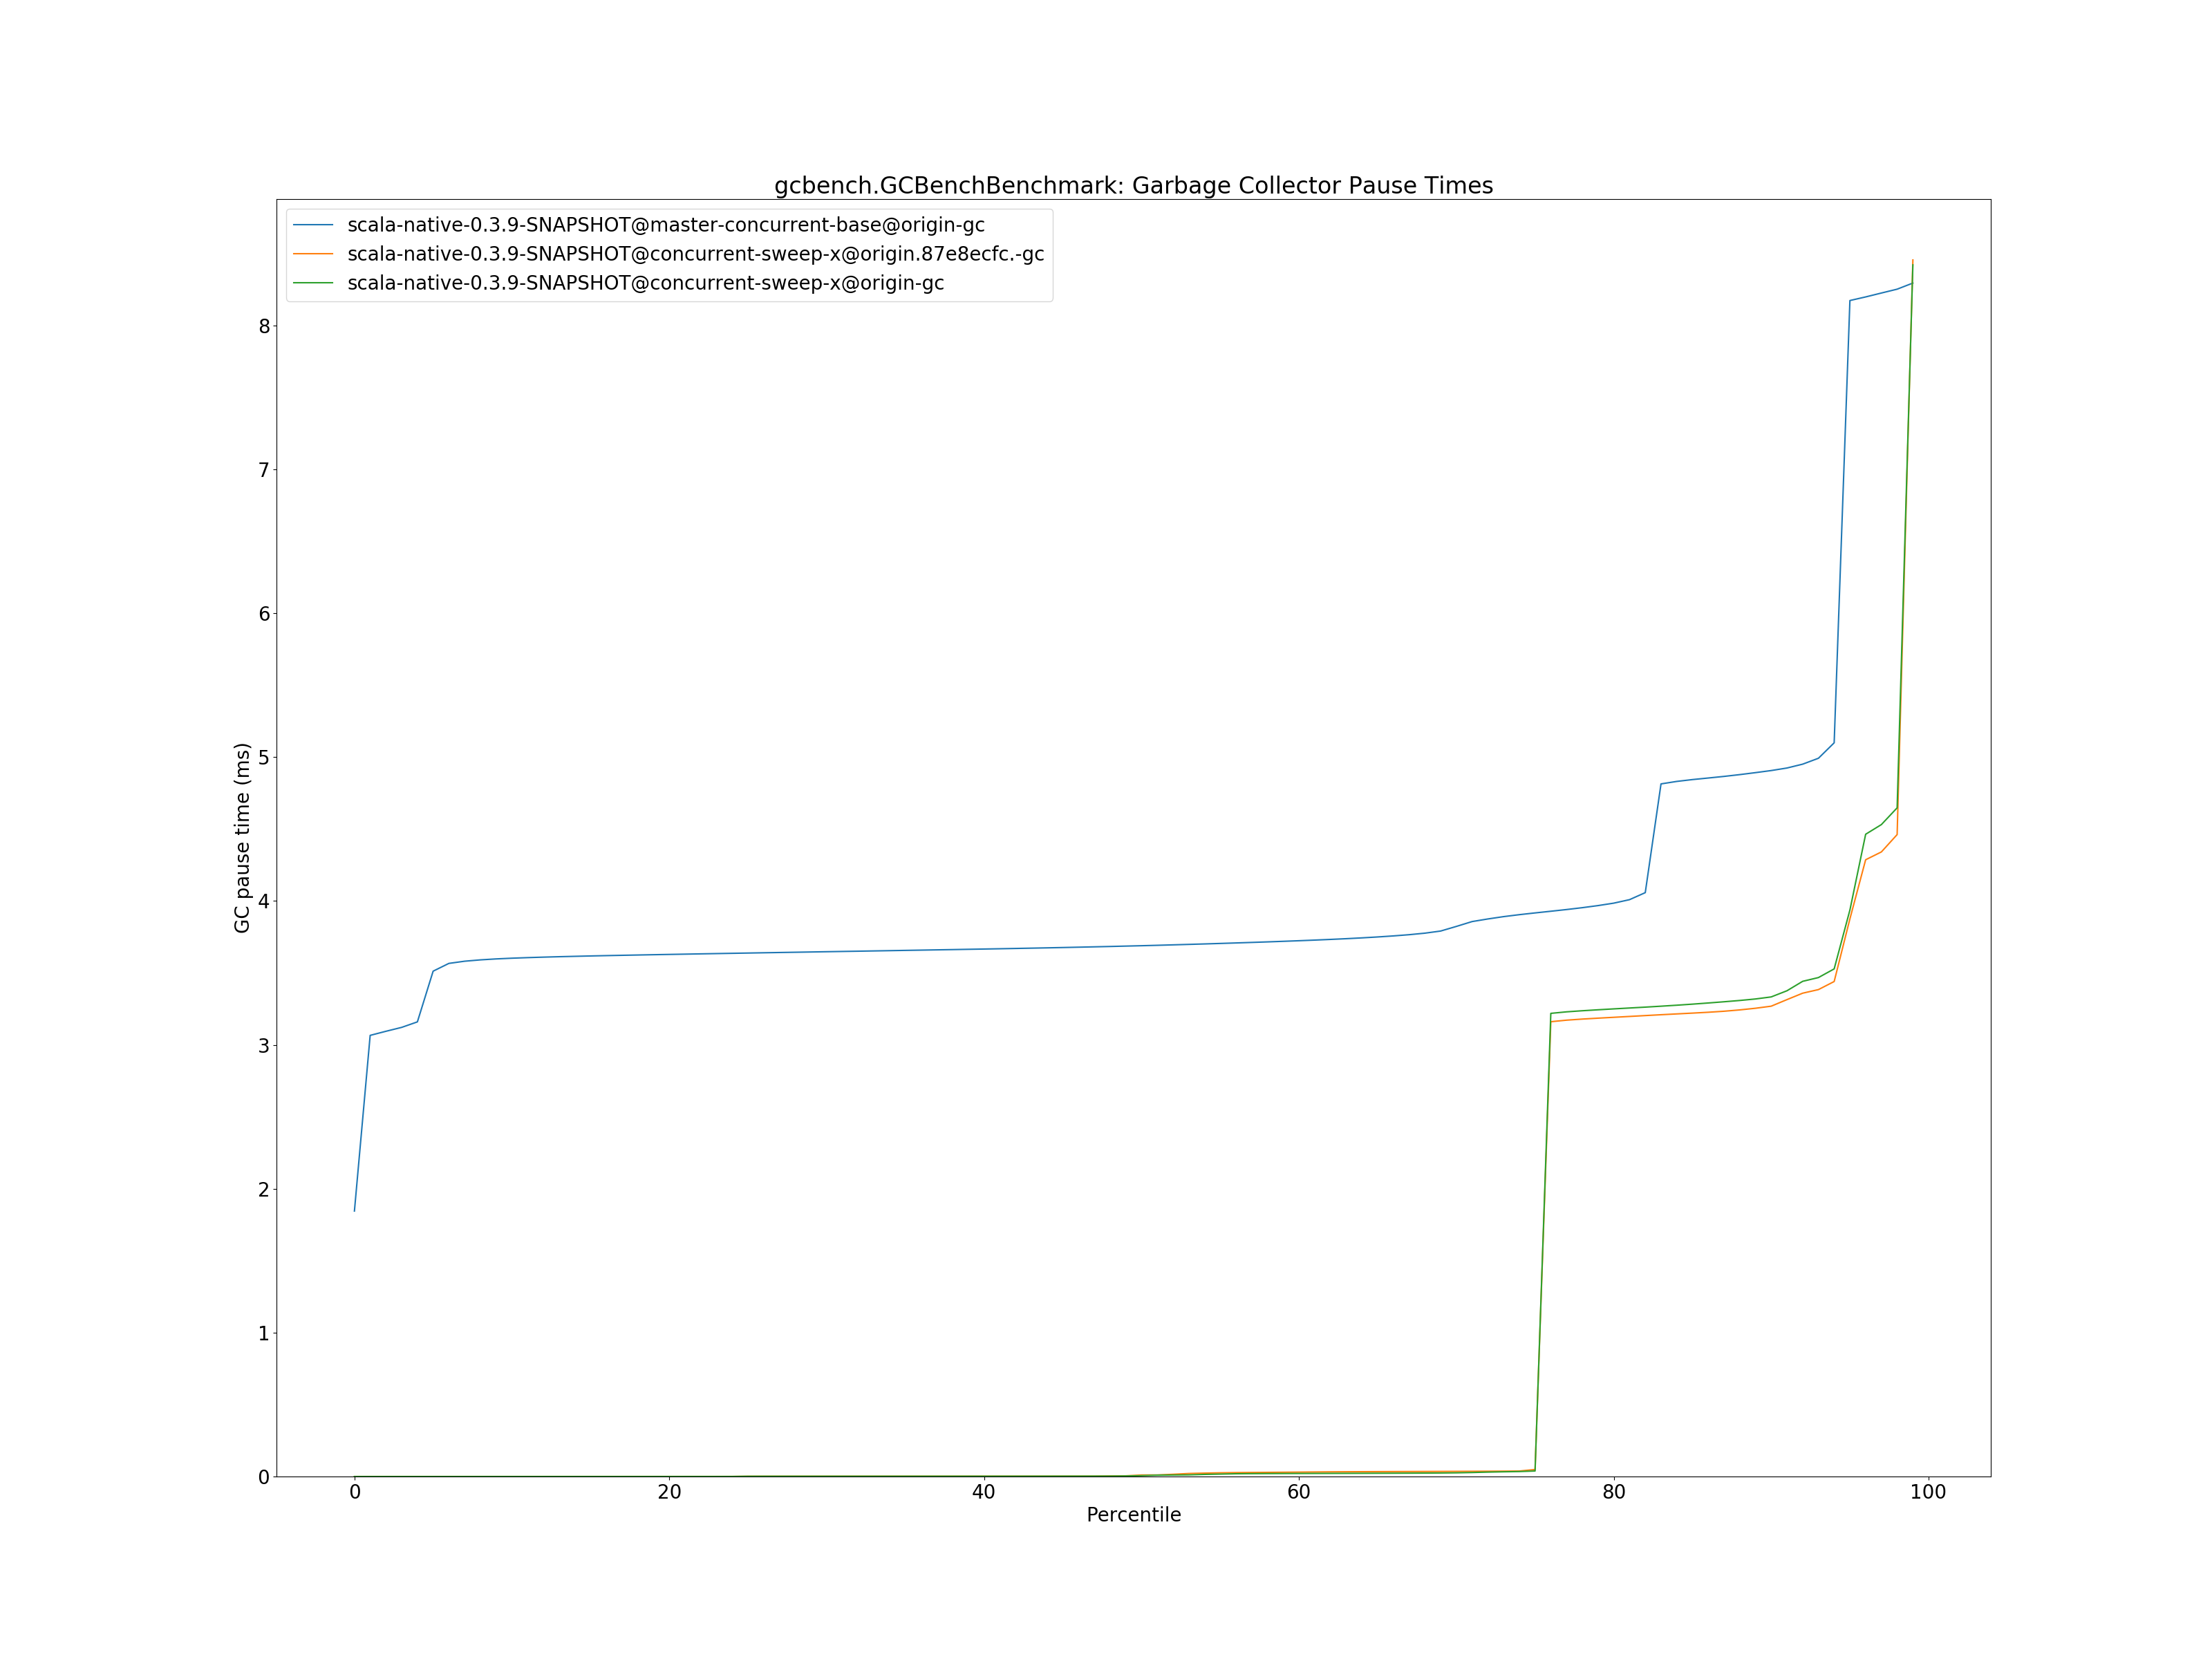 gcbench.GCBenchBenchmark: Garbage Collector Pause Times
scala-native-0.3.9-SNAPSHOT@master-concurrent-base@origin-gc
scala-native-0.3.9-SNAPSHOT@concurrent-sweep-x@origin.87e8ecfc.-gc
scala-native-0.3.9-SNAPSHOT@concurrent-sweep-x@origin-gc
8
7
6
5
4
3
2
1
0
GC pause time (ms)
0 20 40 60 80 100
Percentile